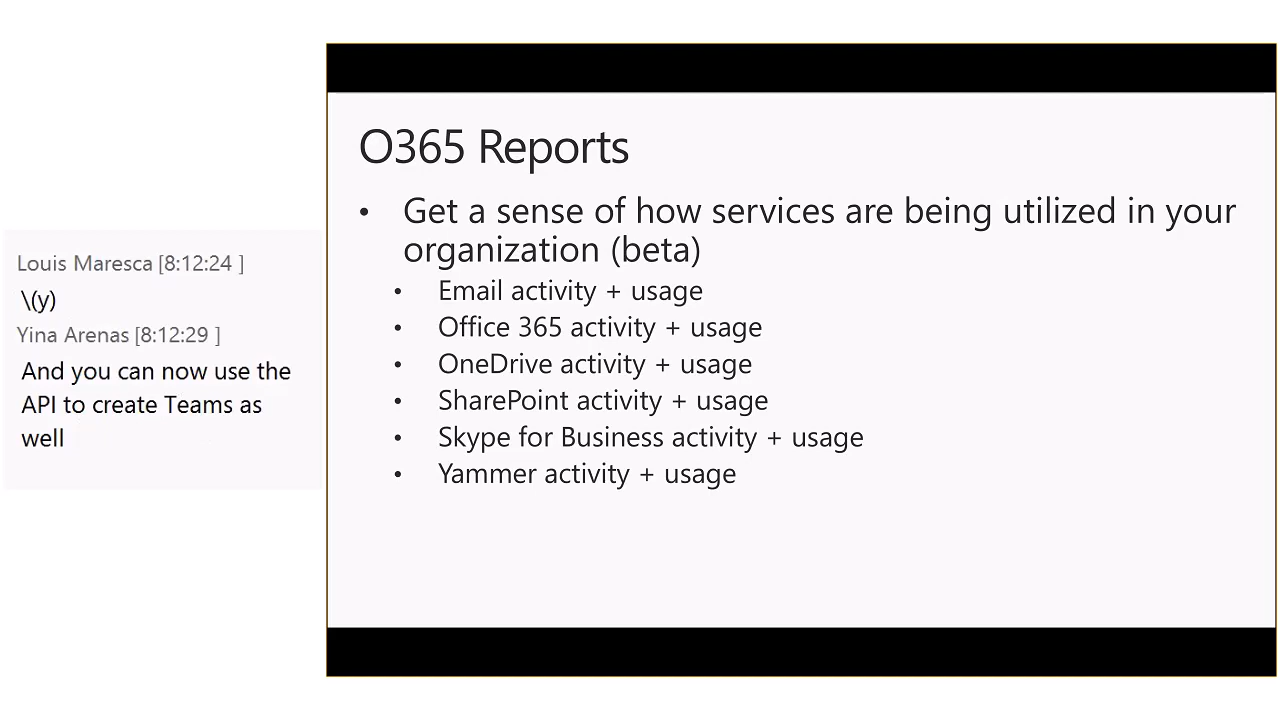 Louis Maresca [8:12:24 ]
\(y)
Yina Arenas [8:12:29 ]
And you can now use the
API to create Teams as
well
O365 Reports
• Get a sense of how services are being utilized in your
organization (beta)
• Email activity + usage
• Office 365 activity + usage
• OneDrive activity + usage
• SharePoint activity + usage
• Skype for Business activity + usage
• Yammer activity + usage